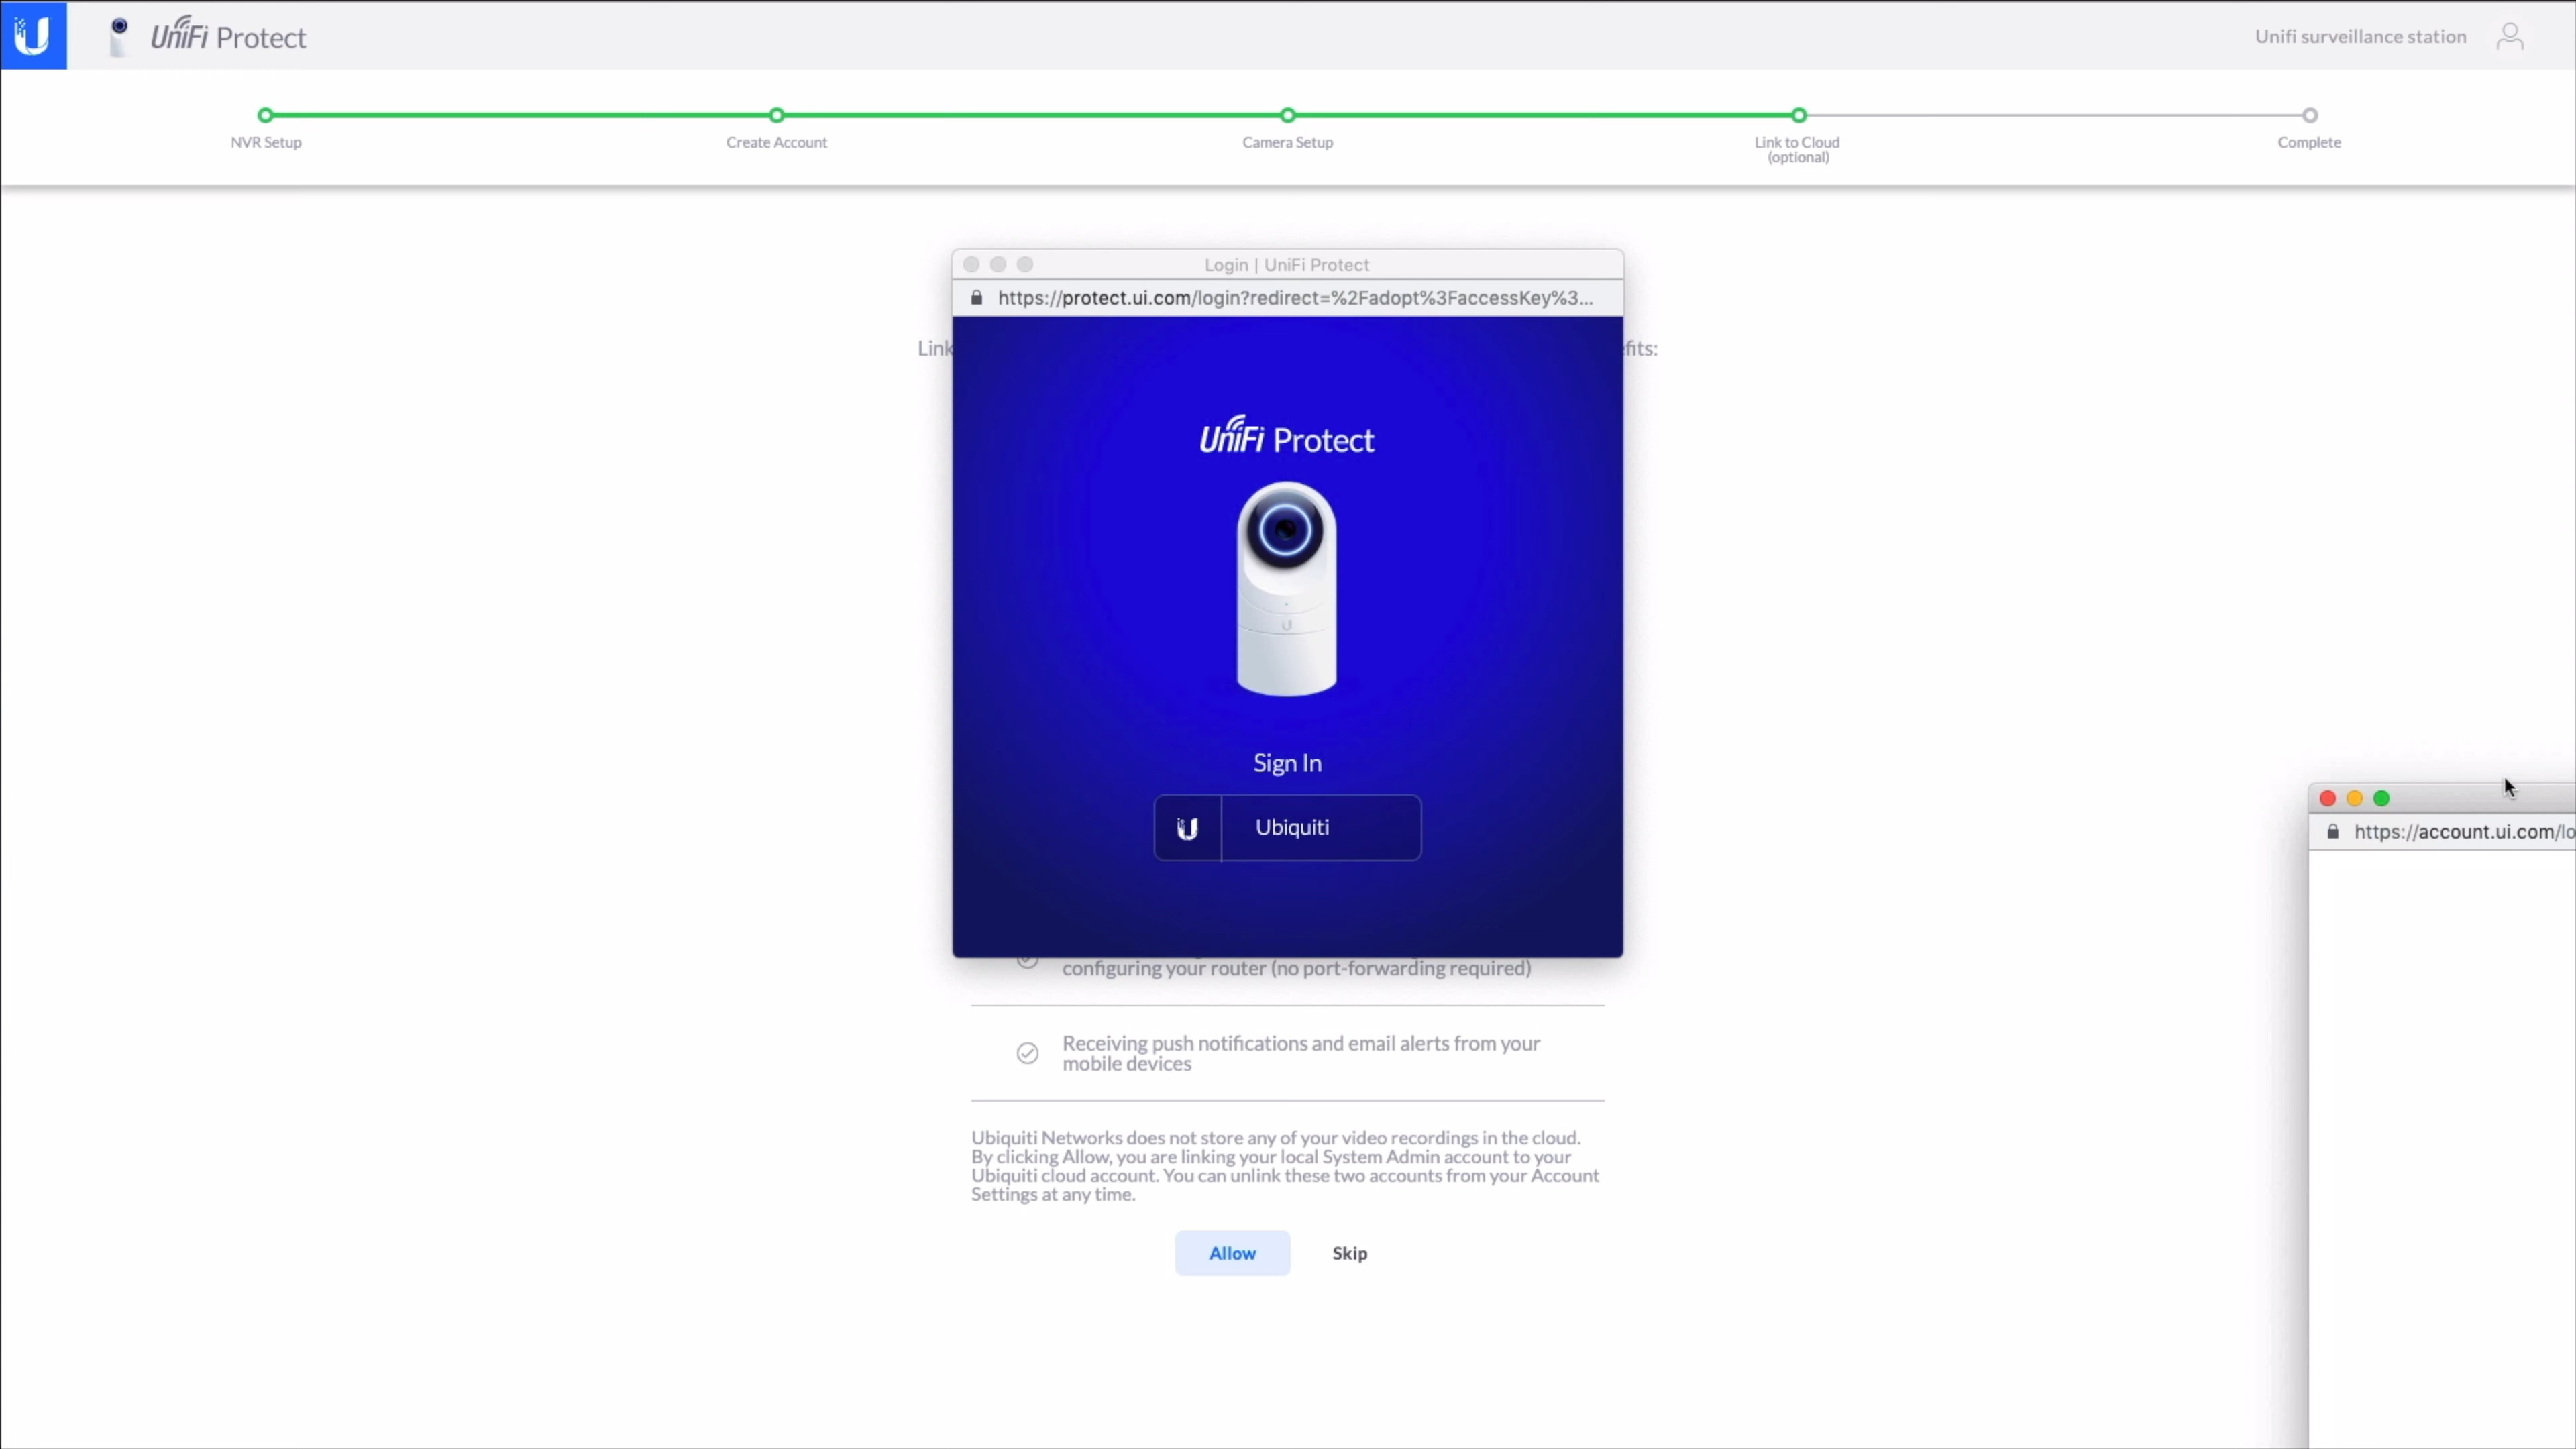 UniFi Protect
Unifi surveillance station
NVR Setup
Create Account
Camera Setup
Link to Cloud
(optional)
Complete
Login | UniFi Protect
https://protect.ui.com/login?redirect=%2Fadopt%3FaccessKey%3...
Link
efits:
UniFi Protect
Sign In
Ubiquiti
https://account.ui.com/lo
configuring your router (no port-forwarding required)
Receiving push notifications and email alerts from your
mobile devices
Ubiquiti Networks does not store any of your video recordings in the cloud.
By clicking Allow, you are linking your local System Admin account to your
Ubiquiti cloud account. You can unlink these two accounts from your Account
Settings at any time.
Allow
Skip